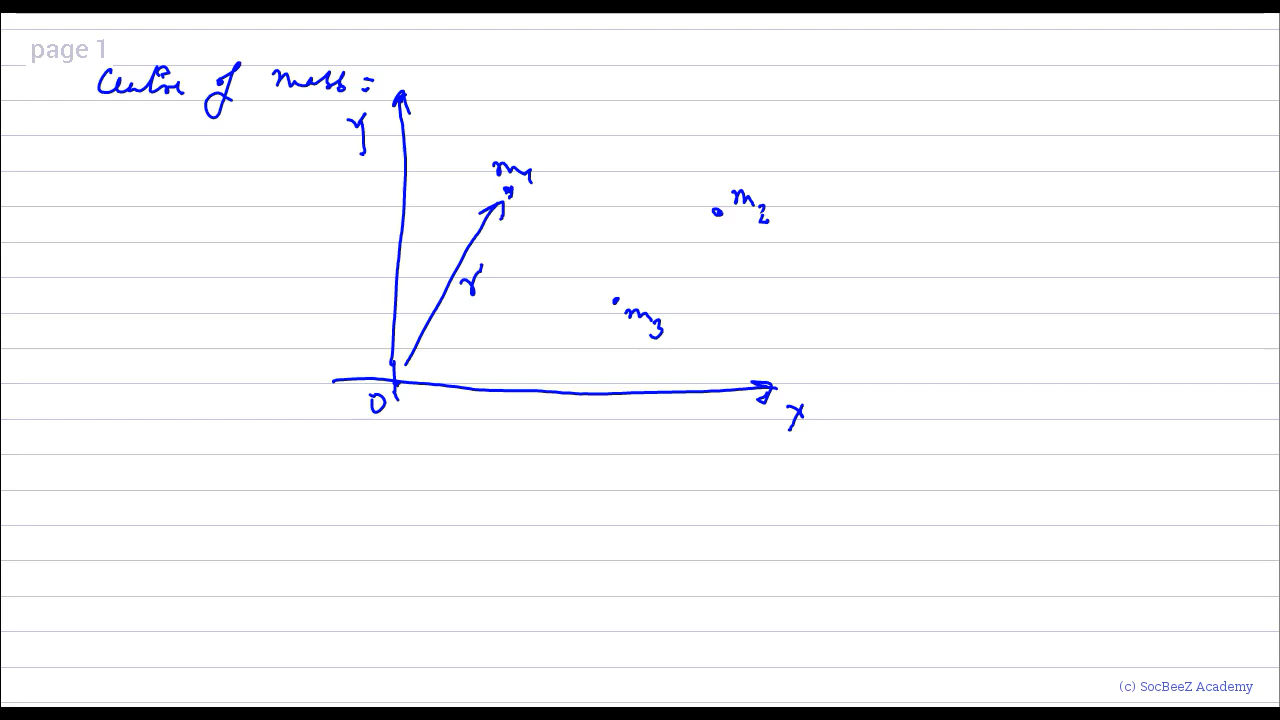 page 1
Centre of mass :
Y
m1
m2
r
m3
O
X
(c) SocBeeZ Academy